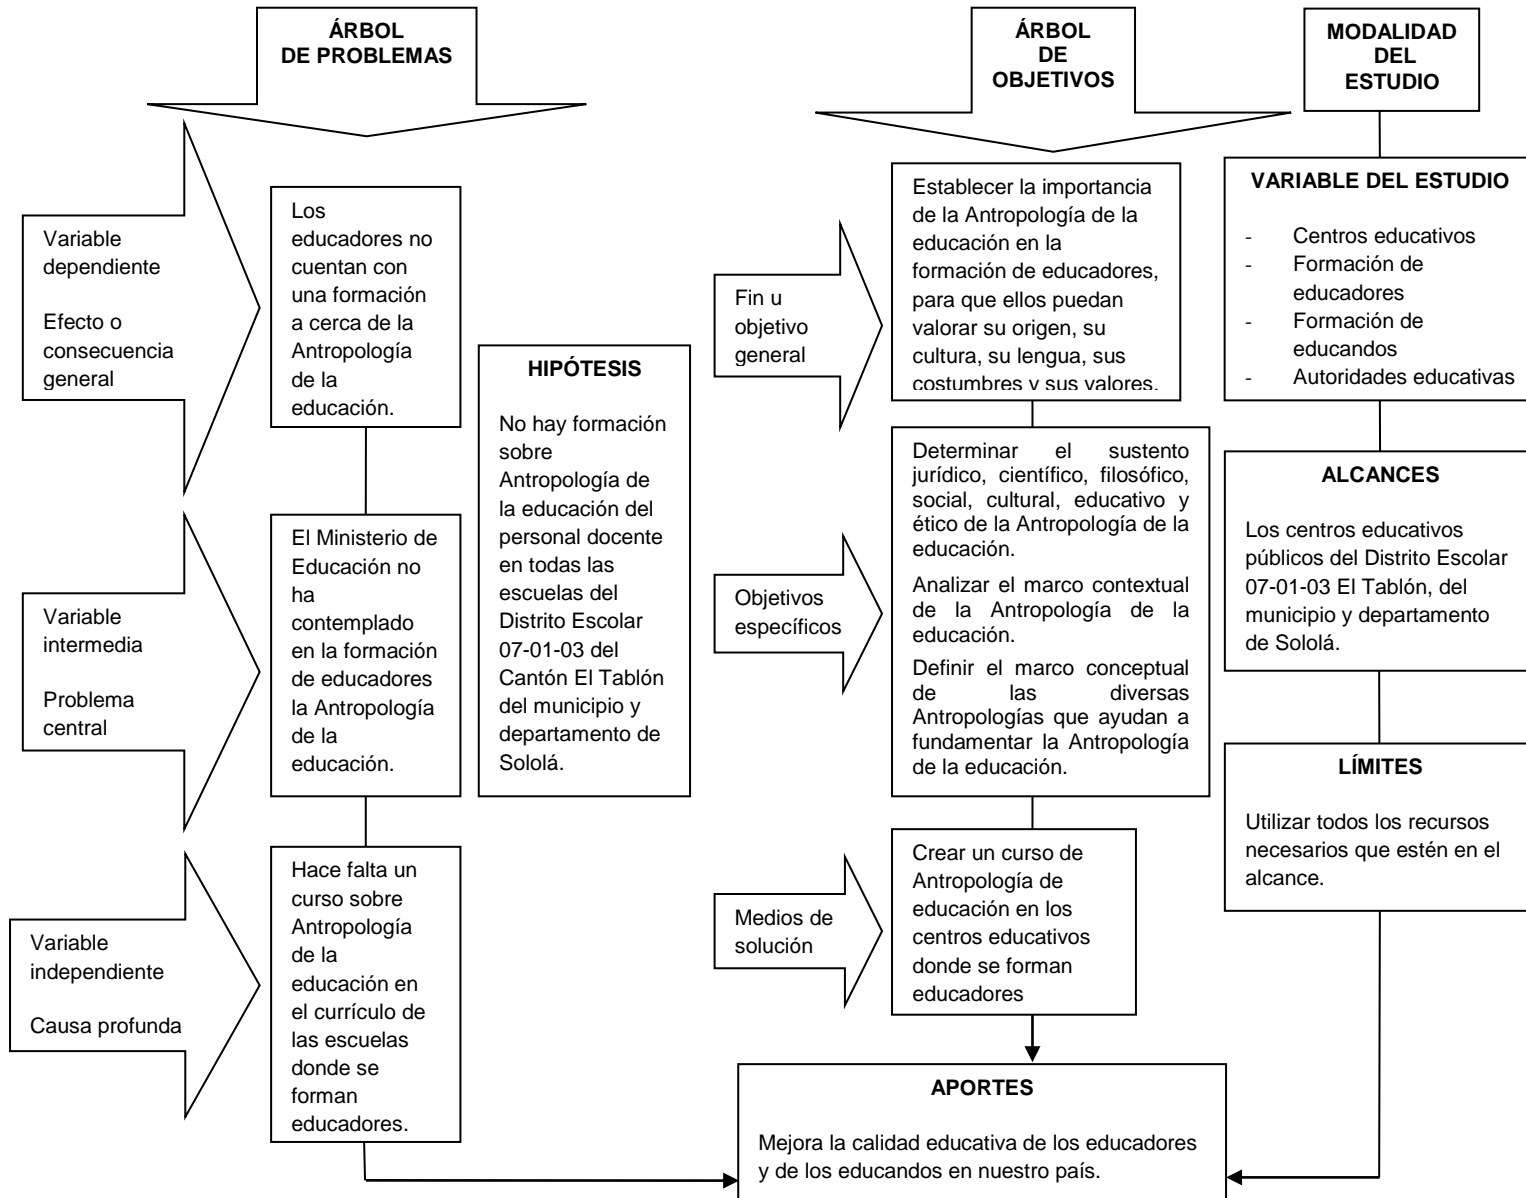 ÁRBOL
DE PROBLEMAS
Variable
dependiente
Efecto o
consecuencia
general
Los
educadores no
cuentan con
una formación
a cerca de la
Antropología
de la
educación.
Variable
intermedia
Problema
central
El Ministerio de
Educación no
ha
contemplado
en la formación
de educadores
la Antropología
de la
educación.
Variable
independiente
Causa profunda
Hace falta un
curso sobre
Antropología
de la
educación en
el currículo de
las escuelas
donde se
forman
educadores.
HIPÓTESIS
No hay formación
sobre
Antropología de
la educación del
personal docente
en todas las
escuelas del
Distrito Escolar
07-01-03 del
Cantón El Tablón
del municipio y
departamento de
Sololá.
ÁRBOL
DE
OBJETIVOS
Fin u
objetivo
general
Establecer la importancia
de la Antropología de la
educación en la
formación de educadores,
para que ellos puedan
valorar su origen, su
cultura, su lengua, sus
costumbres y sus valores.
Objetivos
específicos
Determinar el sustento
jurídico, científico, filosófico,
social, cultural, educativo y
ético de la Antropología de la
educación.
Analizar el marco contextual
de la Antropología de la
educación.
Definir el marco conceptual
de las diversas
Antropologías que ayudan a
fundamentar la Antropología
de la educación.
Medios de
solución
Crear un curso de
Antropología de
educación en los
centros educativos
donde se forman
educadores
MODALIDAD
DEL
ESTUDIO
VARIABLE DEL ESTUDIO
- Centros educativos
- Formación de
educadores
- Formación de
educandos
- Autoridades educativas
ALCANCES
Los centros educativos
públicos del Distrito Escolar
07-01-03 El Tablón, del
municipio y departamento
de Sololá.
LÍMITES
Utilizar todos los recursos
necesarios que estén en el
alcance.
APORTES
Mejora la calidad educativa de los educadores
y de los educandos en nuestro país.